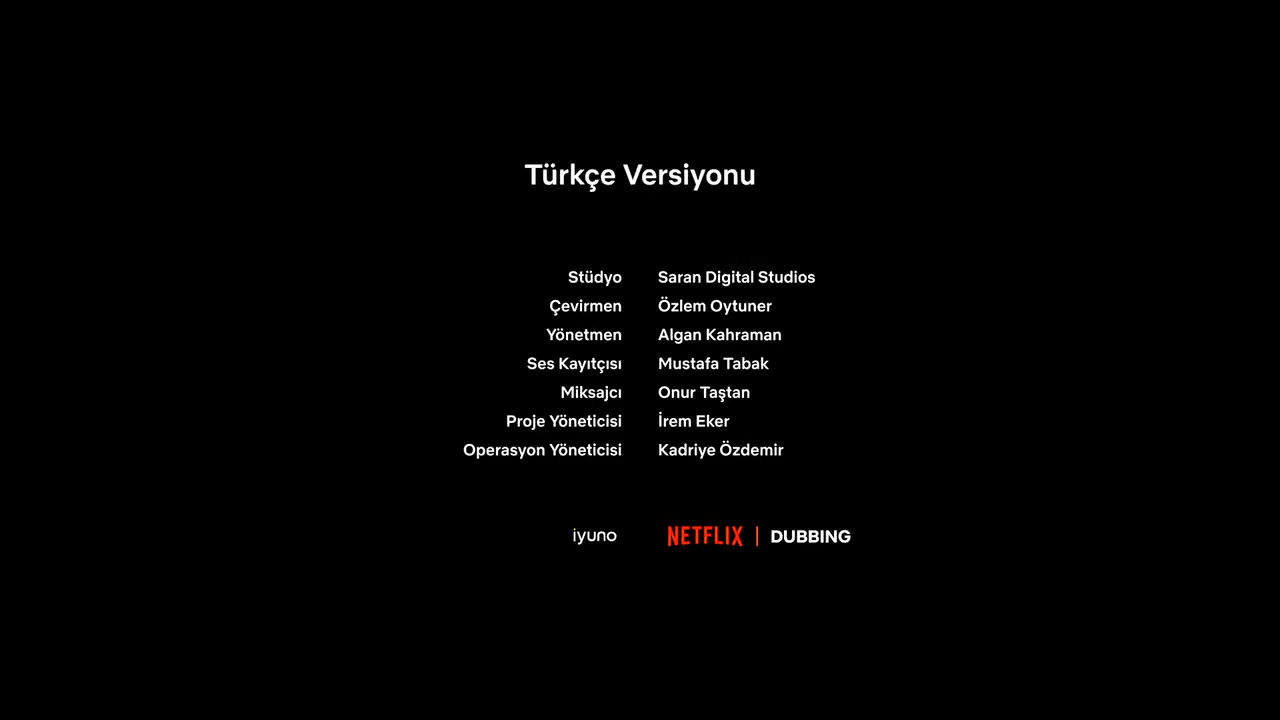 Türkçe Versiyonu
Stüdyo Saran Digital Studios
Çevirmen Özlem Oytuner
Yönetmen Algan Kahraman
Ses Kayıtçısı Mustafa Tabak
Miksajcı Onur Taştan
Proje Yöneticisi İrem Eker
Operasyon Yöneticisi Kadriye Özdemir
iyuno NETFLIX | DUBBING